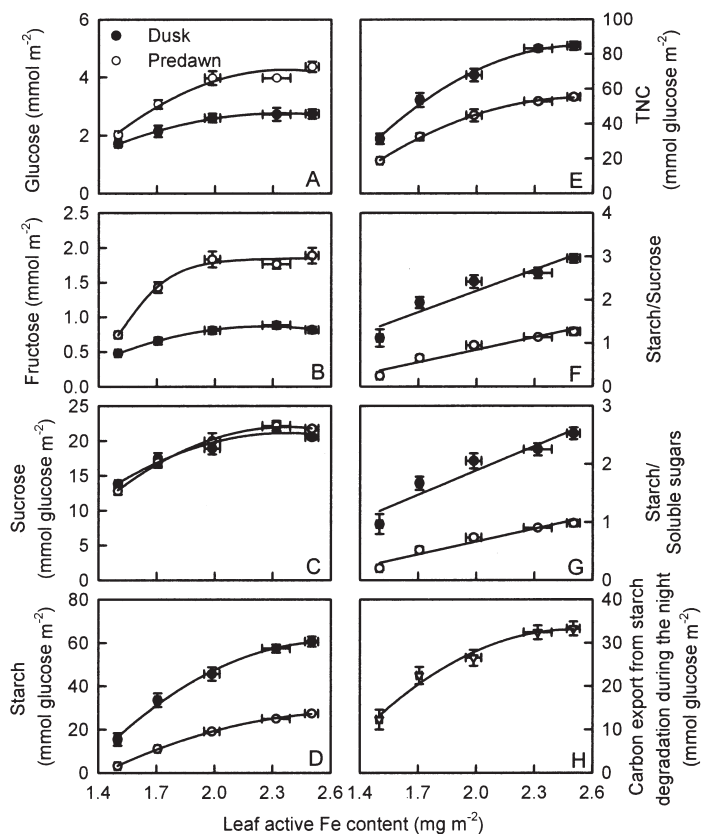 Dusk
Predawn
6
4
2
0
Glucose (mmol m-2)
A
100
80
60
40
20
0
TNC
(mmol glucose m-2)
E
2.5
2.0
1.5
1.0
0.5
0.0
Fructose (mmol m-2)
B
4
3
2
1
0
Starch/Sucrose
F
25
20
15
10
5
0
Sucrose
(mmol glucose m-2)
C
3
2
1
0
Starch/
Soluble sugars
G
80
60
40
20
0
Starch
(mmol glucose m-2)
D
40
30
20
10
0
Carbon export from starch
degradation during the night
(mmol glucose m-2)
H
1.4 1.7 2.0 2.3 2.6
1.4 1.7 2.0 2.3 2.6
Leaf active Fe content (mg m-2)